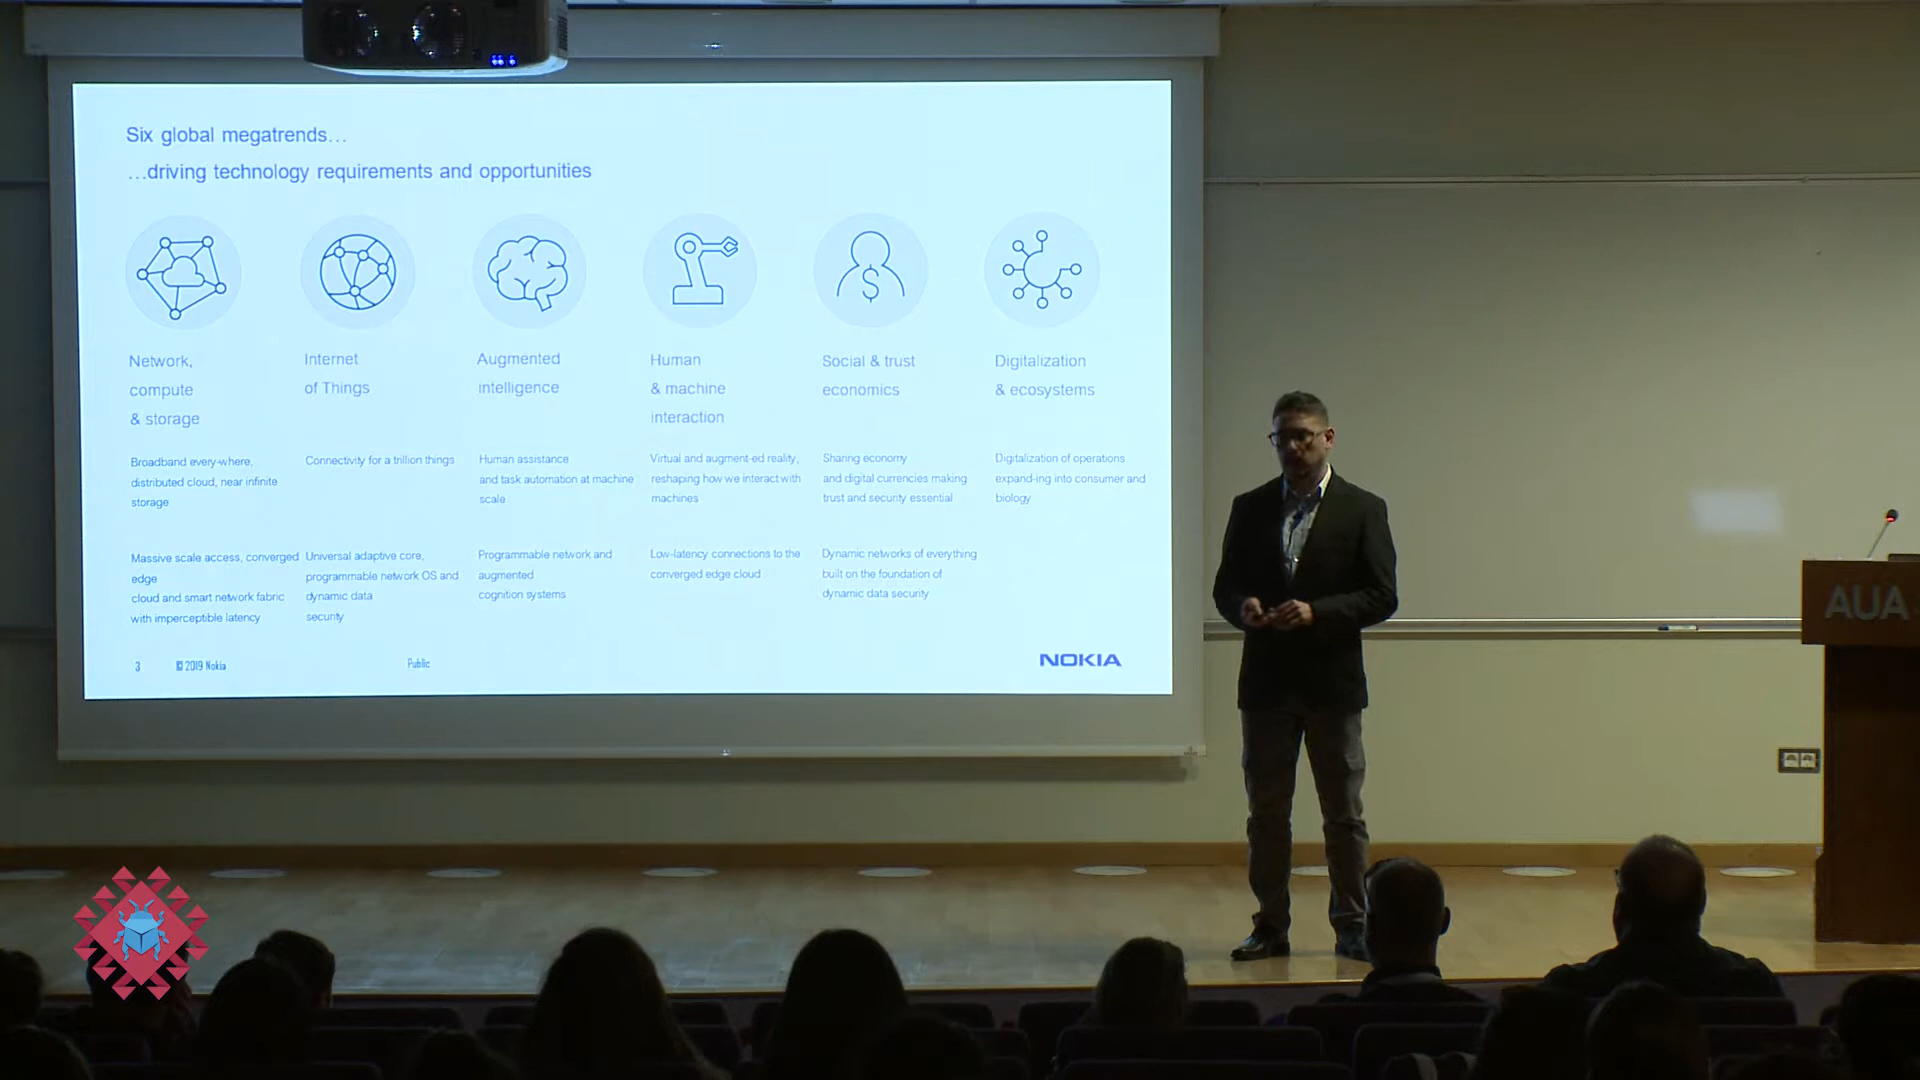 Six global megatrends…
…driving technology requirements and opportunities
Network,
compute
& storage
Broadband every-where,
distributed cloud, near infinite
storage
Massive scale access, converged
edge
cloud and smart network fabric
with imperceptible latency
Internet
of Things
Connectivity for a trillion things
Universal adaptive core,
programmable network OS and
dynamic data
security
Augmented
intelligence
Human assistance
and task automation at machine
scale
Programmable network and
augmented
cognition systems
Human
& machine
interaction
Virtual and augment-ed reality,
reshaping how we interact with
machines
Low-latency connections to the
converged edge cloud
Social & trust
economics
Sharing economy
and digital currencies making
trust and security essential
Dynamic networks of everything
built on the foundation of
dynamic data security
Digitalization
& ecosystems
Digitalization of operations
expand-ing into consumer and
biology
3 © 2019 Nokia Public
NOKIA
AUA